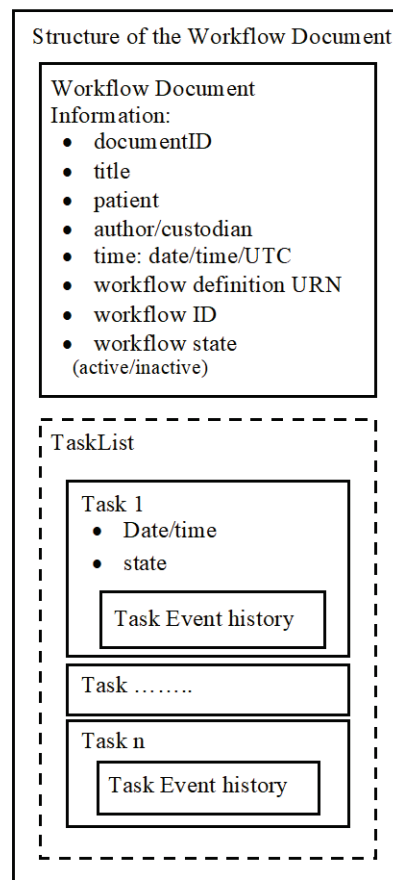 Structure of the Workflow Document
Workflow Document
Information:
• documentID
• title
• patient
• author/custodian
• time: date/time/UTC
• workflow definition URN
• workflow ID
• workflow state
(active/inactive)
TaskList
Task 1
• Date/time
• state
Task Event history
Task ……..
Task n
Task Event history